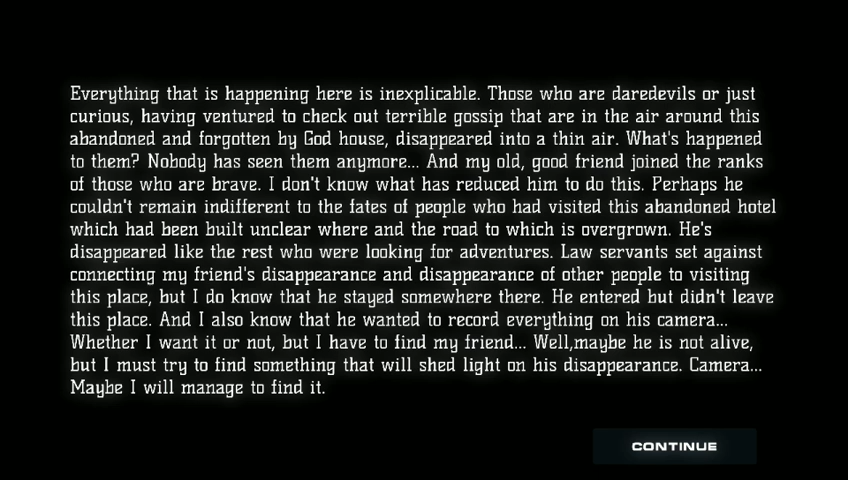 Everything that is happening here is inexplicable. Those who are daredevils or just
curious, having ventured to check out terrible gossip that are in the air around this
abandoned and forgotten by God house, disappeared into a thin air. What's happened
to them? Nobody has seen them anymore... And my old, good friend joined the ranks
of those who are brave. I don't know what has reduced him to do this. Perhaps he
couldn't remain indifferent to the fates of people who had visited this abandoned hotel
which had been built unclear where and the road to which is overgrown. He's
disappeared like the rest who were looking for adventures. Law servants set against
connecting my friend's disappearance and disappearance of other people to visiting
this place, but I do know that he stayed somewhere there. He entered but didn't leave
this place. And I also know that he wanted to record everything on his camera...
Whether I want it or not, but I have to find my friend... Well,maybe he is not alive,
but I must try to find something that will shed light on his disappearance. Camera...
Maybe I will manage to find it.
CONTINUE